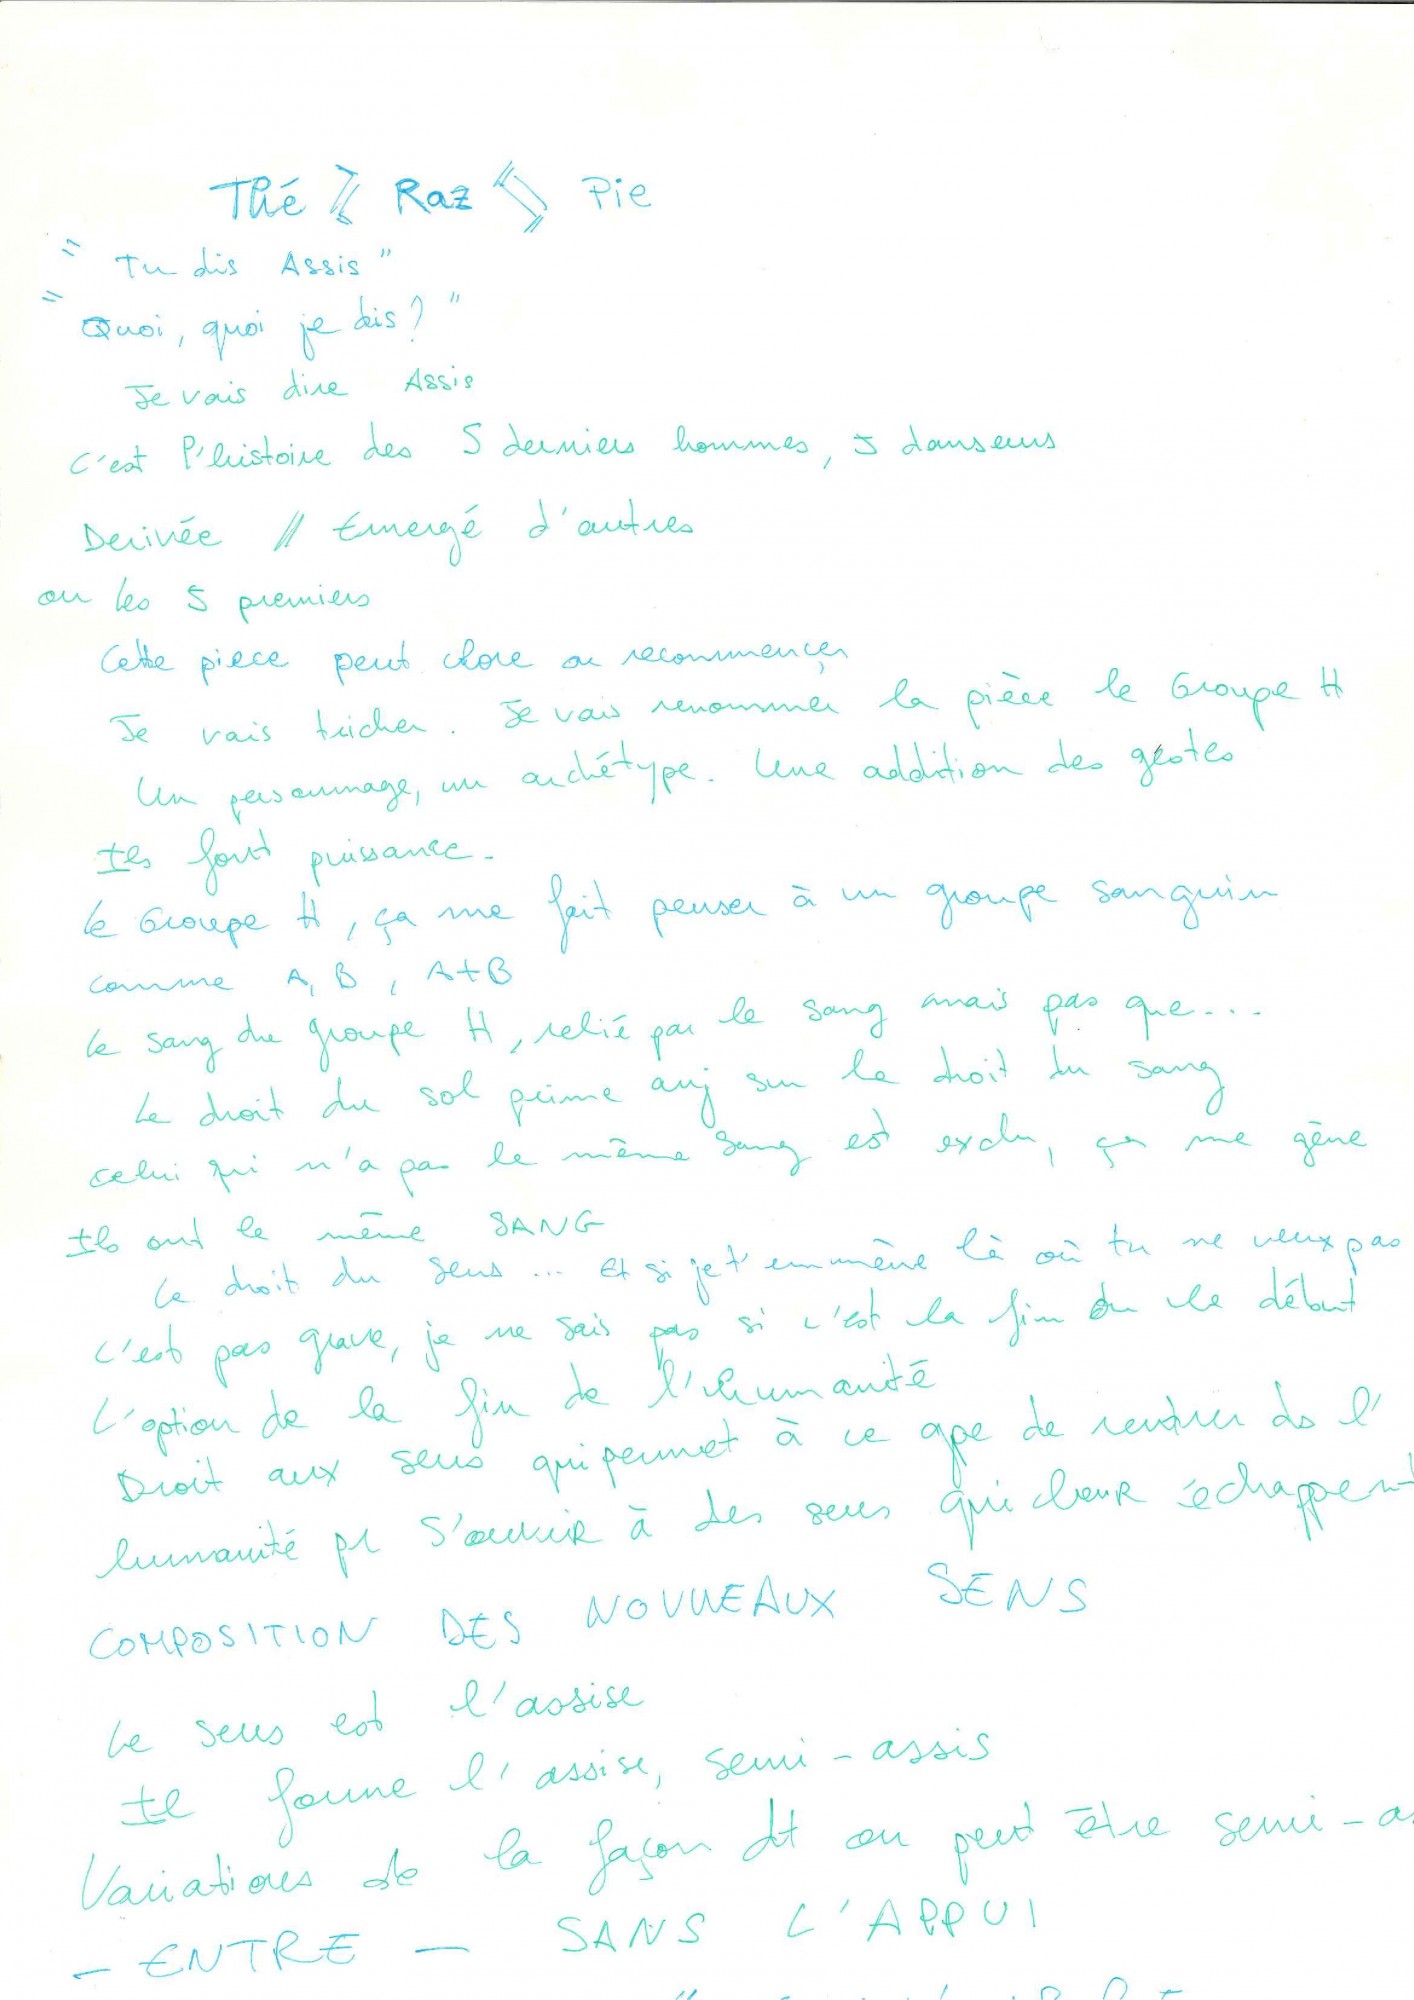 Thé // Raz // Pie
" Tu dis Assis "
" Quoi, quoi je dis ? "
Je vais dire Assis
C'est l'histoire des 5 derniers hommes, 5 danseurs
Derivée // Emergé d'autres
ou les 5 premiers
Cette piece peut clore ou recommencer
Je vais tricher. Je vais renommer la pièce le Groupe H
Un personnage, un archétype. Une addition des gestes
Ils font puissance.
Le Groupe H, ça me fait penser à un groupe sanguin
comme A, B, A+B
Le sang du groupe H, relié par le sang mais pas que...
Le droit du sol prime auj sur le droit du sang
celui qui n'a pas le même sang est exclu, ça me gêne
Ils ont le même SANG
Le droit du sens... Et si je t'emmène là où tu ne veux pas
C'est pas grave, je ne sais pas si c'est la fin ou le début
L'option de la fin de l'humanité
Droit aux sens qui permet à ce gpe de rentrer ds l'
humanité pr s'ouvrir à des sens qui leur échappent
COMPOSITION DES NOUVEAUX SENS
Le sens est l'assise
Il forme l'assise, semi-assis
Variations de la façon dt on peut être semi-a
- ENTRE - SANS L'APPUI